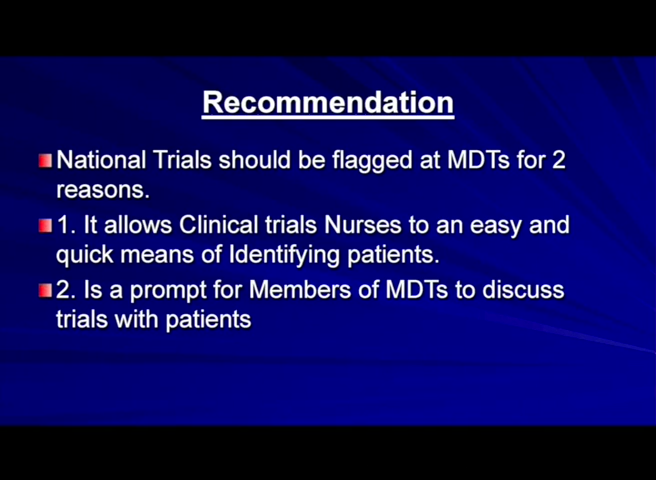 Recommendation
National Trials should be flagged at MDTs for 2
reasons.
1. It allows Clinical trials Nurses to an easy and
quick means of Identifying patients.
2. Is a prompt for Members of MDTs to discuss
trials with patients